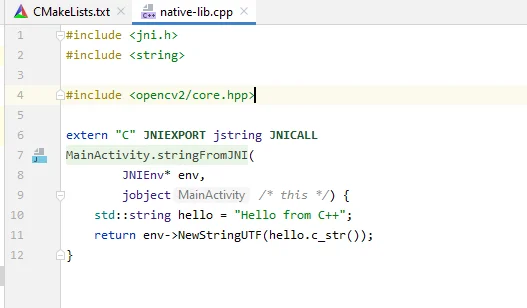 CMakeLists.txt native-lib.cpp
1 #include <jni.h>
2 #include <string>
3
4 #include <opencv2/core.hpp>
5
6 extern "C" JNIEXPORT jstring JNICALL
7 MainActivity.stringFromJNI(
8 JNIEnv* env,
9 jobject MainActivity /* this */) {
10 std::string hello = "Hello from C++";
11 return env->NewStringUTF(hello.c_str());
12 }